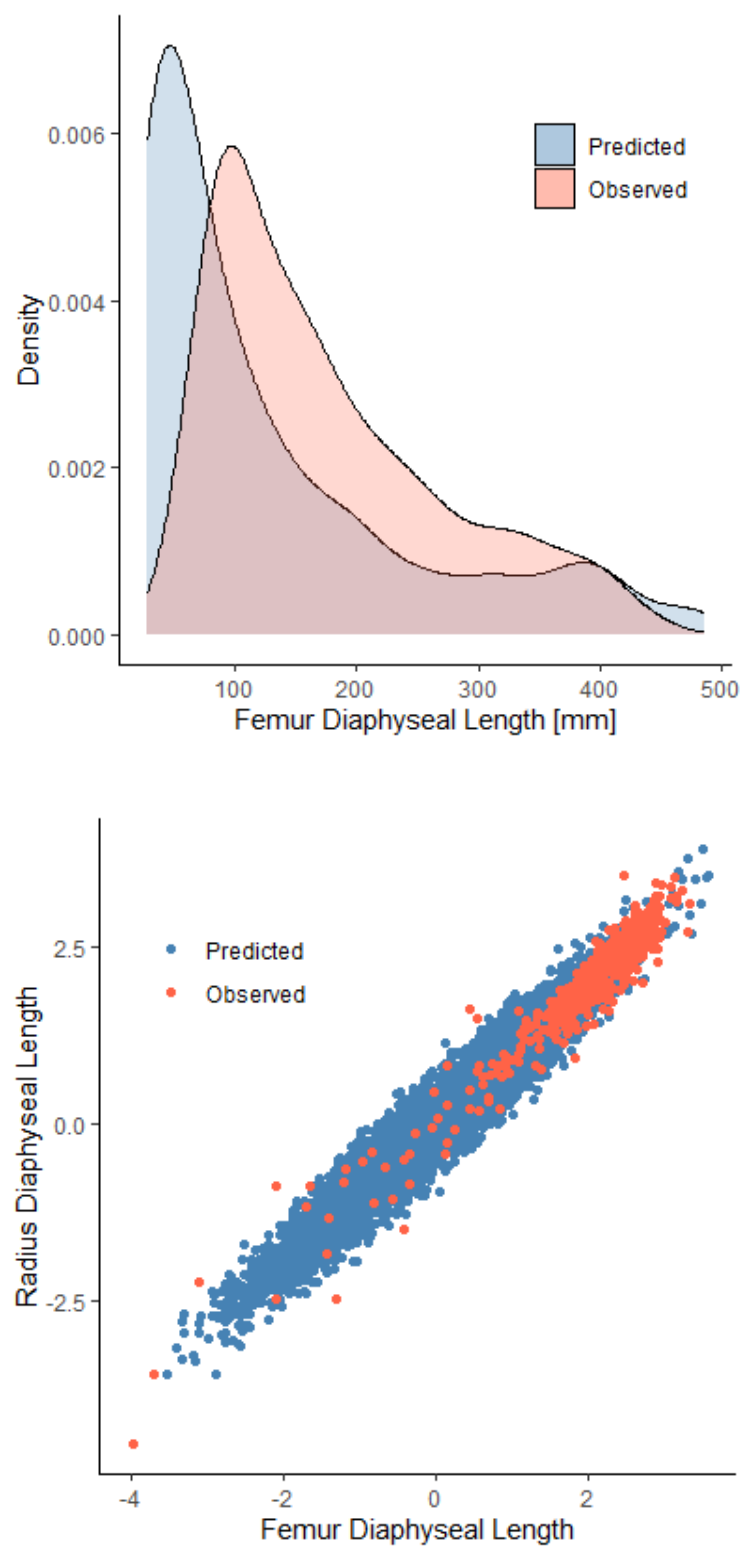 0.006
0.004
0.002
0.000
Density
Predicted
Observed
100 200 300 400 500
Femur Diaphyseal Length [mm]
2.5
0.0
-2.5
Radius Diaphyseal Length
Predicted
Observed
-4 -2 0 2
Femur Diaphyseal Length